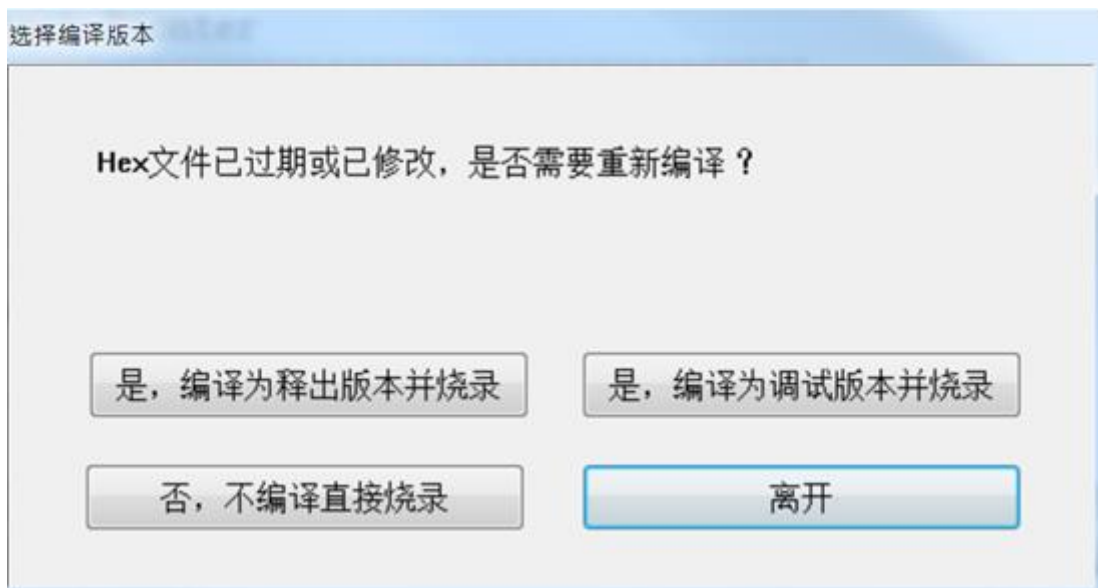 选择编译版本
Hex文件已过期或已修改，是否需要重新编译？
是，编译为释出版本并烧录
是，编译为调试版本并烧录
否，不编译直接烧录
离开